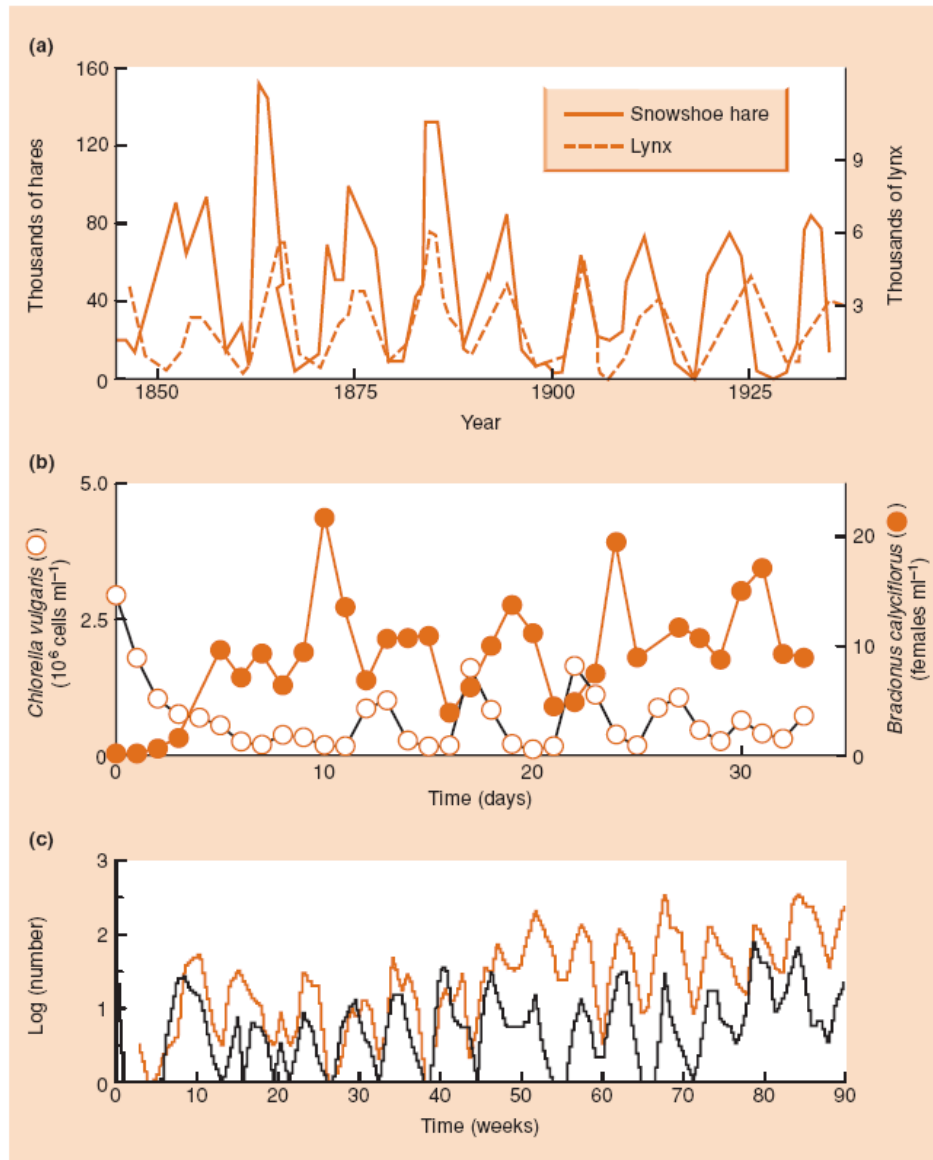 (a)
160
120
80
40
0
Thousands of hares
Snowshoe hare
Lynx
9
6
3
Thousands of lynx
1850 1875 1900 1925
Year
(b)
5.0
2.5
0
Chlorella vulgaris ( )
(10⁶ cells ml⁻¹)
20
10
0
Bradonus calyciflorus ( )
(females ml⁻¹)
0 10 20 30
Time (days)
(c)
3
2
1
0
Log (number)
0 10 20 30 40 50 60 70 80 90
Time (weeks)